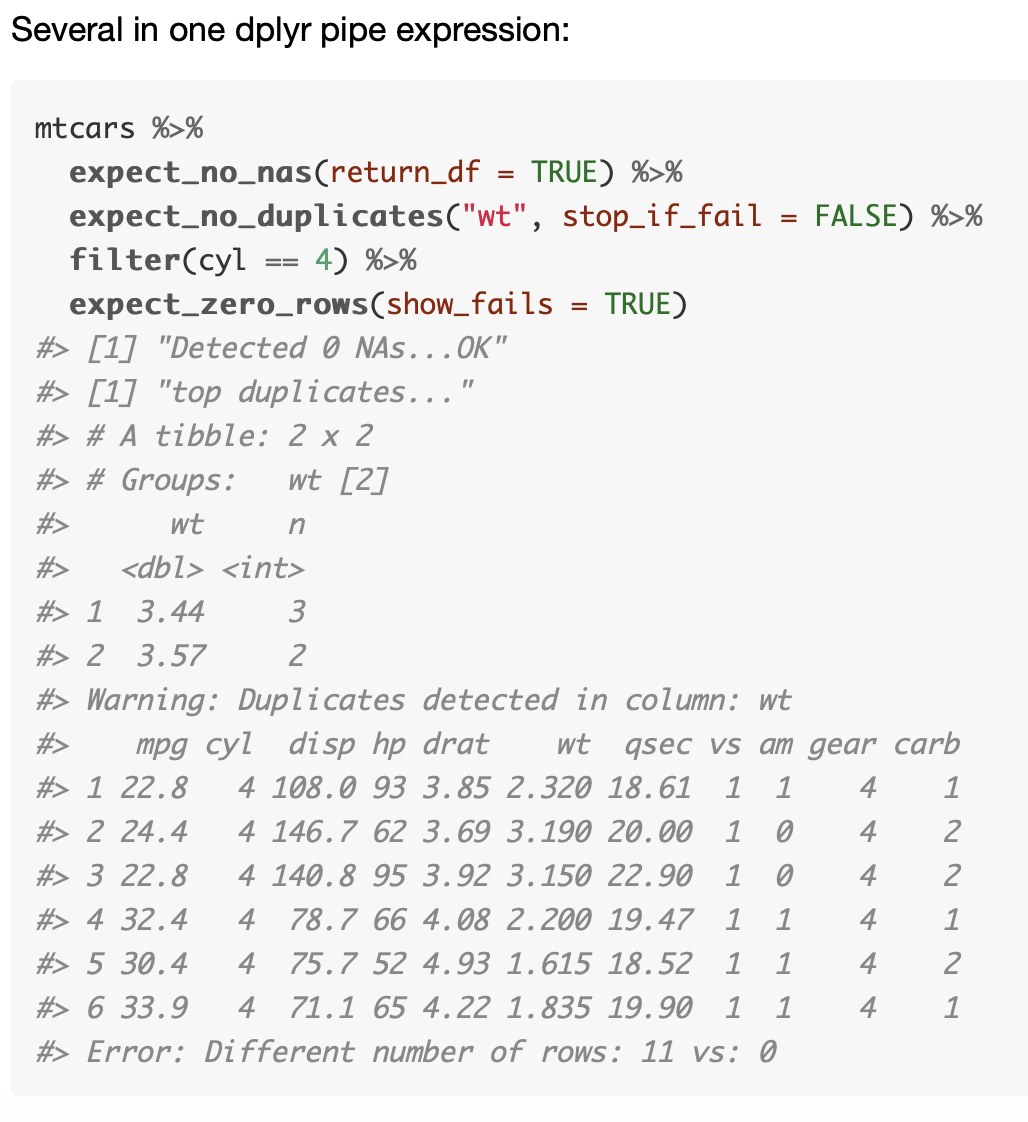 Several in one dplyr pipe expression:
mtcars %>%
  expect_no_nas(return_df = TRUE) %>%
  expect_no_duplicates("wt", stop_if_fail = FALSE) %>%
  filter(cyl == 4) %>%
  expect_zero_rows(show_fails = TRUE)
#> [1] "Detected 0 NAs...OK"
#> [1] "top duplicates..."
#> # A tibble: 2 x 2
#> # Groups:   wt [2]
#>      wt     n
#>   <dbl> <int>
#> 1  3.44     3
#> 2  3.57     2
#> Warning: Duplicates detected in column: wt
#>    mpg cyl  disp hp drat    wt  qsec vs am gear carb
#> 1 22.8   4 108.0 93 3.85 2.320 18.61  1  1    4    1
#> 2 24.4   4 146.7 62 3.69 3.190 20.00  1  0    4    2
#> 3 22.8   4 140.8 95 3.92 3.150 22.90  1  0    4    2
#> 4 32.4   4  78.7 66 4.08 2.200 19.47  1  1    4    1
#> 5 30.4   4  75.7 52 4.93 1.615 18.52  1  1    4    2
#> 6 33.9   4  71.1 65 4.22 1.835 19.90  1  1    4    1
#> Error: Different number of rows: 11 vs: 0